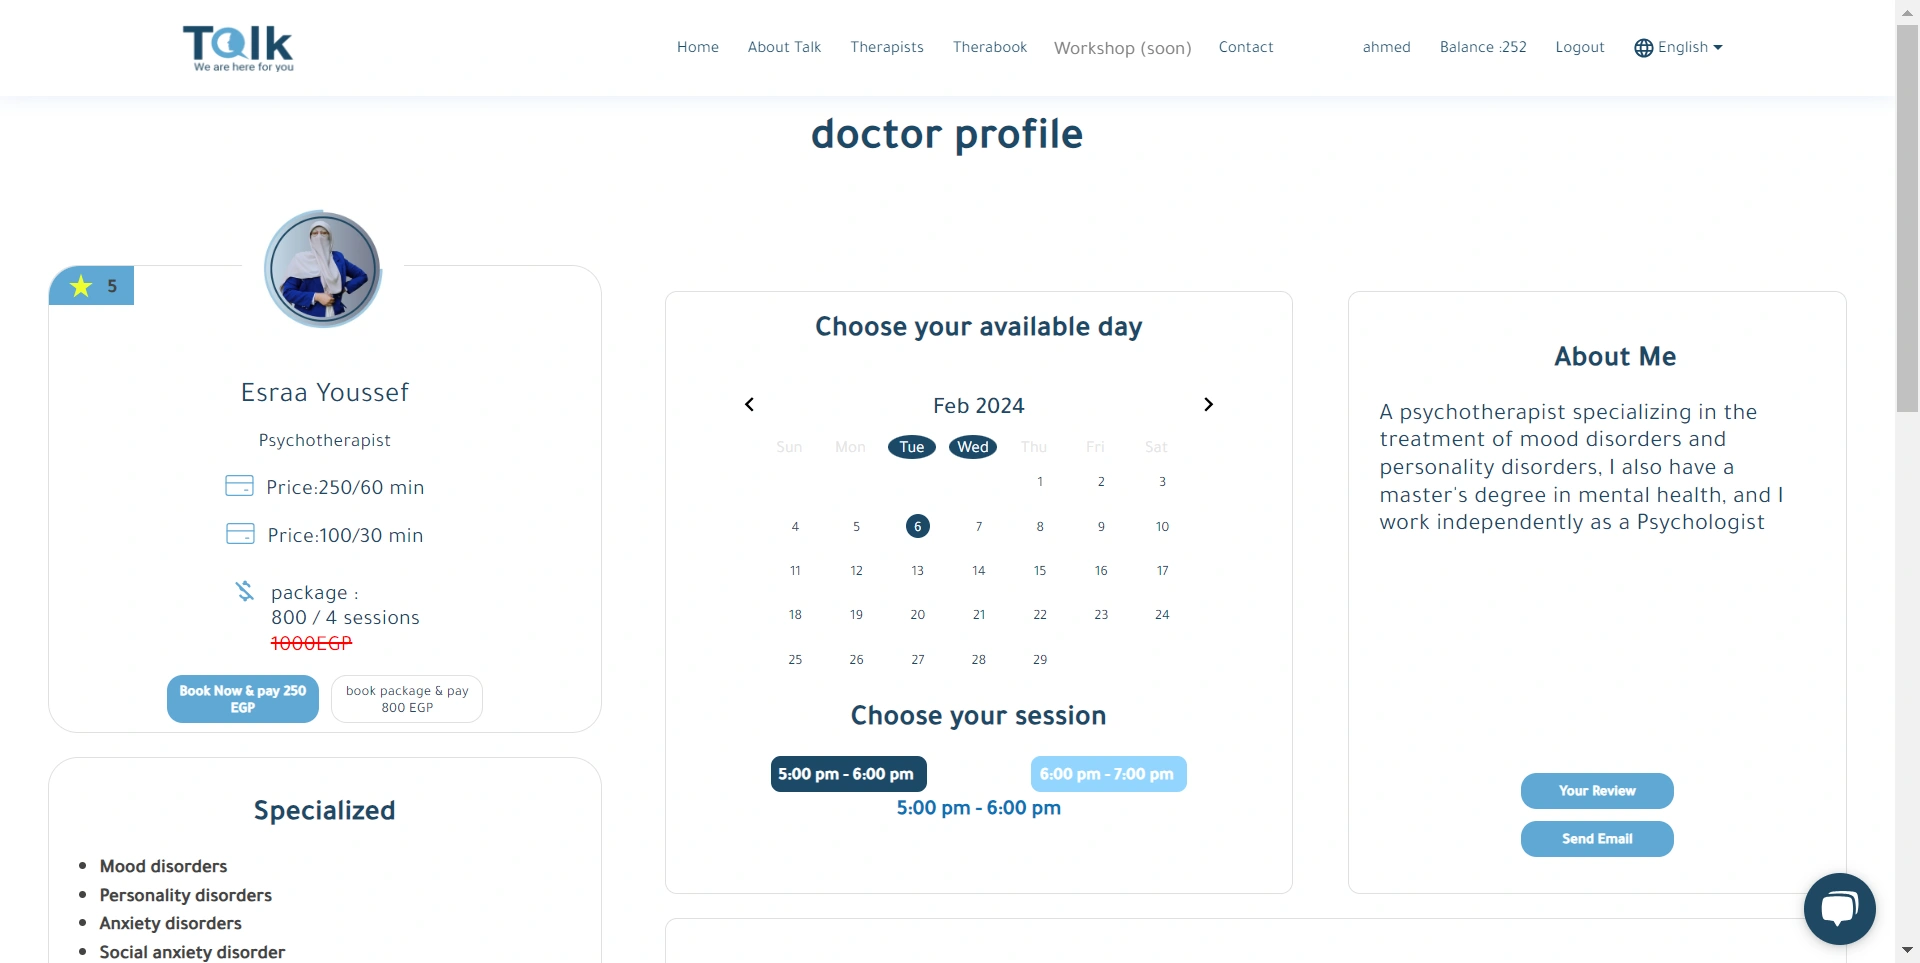 Talk
We are here for you
Home About Talk Therapists Therabook Workshop (soon) Contact ahmed Balance :252 Logout English
doctor profile
5
Esraa Youssef
Psychotherapist
Price:250/60 min
Price:100/30 min
package :
800 / 4 sessions
1000EGP
Book Now & pay 250
EGP
book package & pay
800 EGP
Specialized
Mood disorders
Personality disorders
Anxiety disorders
Social anxiety disorder
Choose your available day
Feb 2024
Sun Mon Tue Wed Thu Fri Sat
1 2 3
4 5 6 7 8 9 10
11 12 13 14 15 16 17
18 19 20 21 22 23 24
25 26 27 28 29
Choose your session
5:00 pm - 6:00 pm 6:00 pm - 7:00 pm
5:00 pm - 6:00 pm
About Me
A psychotherapist specializing in the
treatment of mood disorders and
personality disorders, I also have a
master's degree in mental health, and I
work independently as a Psychologist
Your Review
Send Email